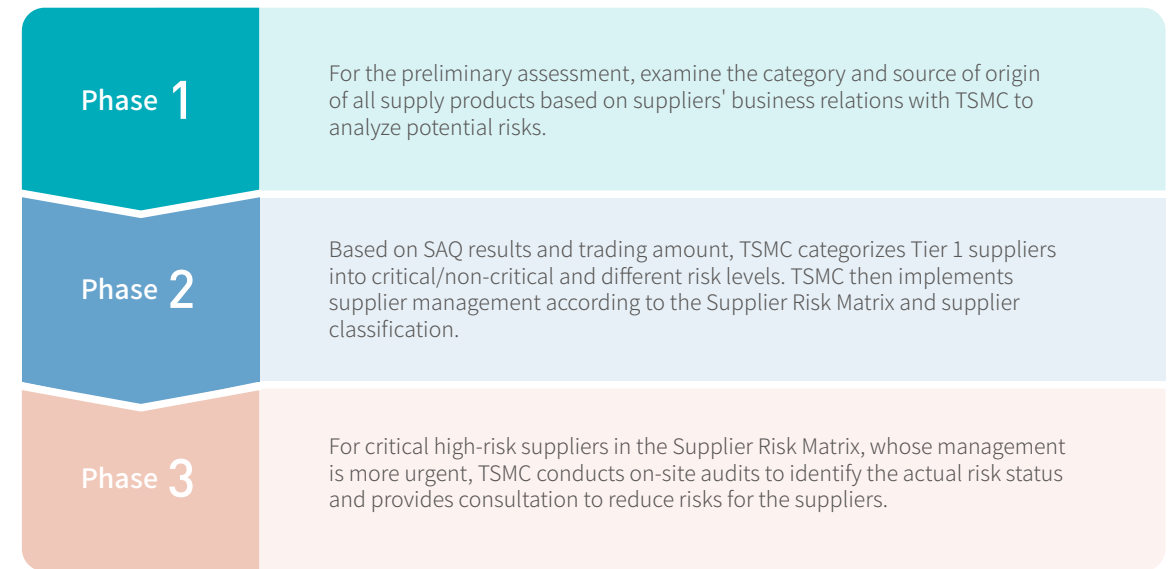 Phase 1
For the preliminary assessment, examine the category and source of origin
of all supply products based on suppliers' business relations with TSMC to
analyze potential risks.
Phase 2
Based on SAQ results and trading amount, TSMC categorizes Tier 1 suppliers
into critical/non-critical and different risk levels. TSMC then implements
supplier management according to the Supplier Risk Matrix and supplier
classification.
Phase 3
For critical high-risk suppliers in the Supplier Risk Matrix, whose management
is more urgent, TSMC conducts on-site audits to identify the actual risk status
and provides consultation to reduce risks for the suppliers.